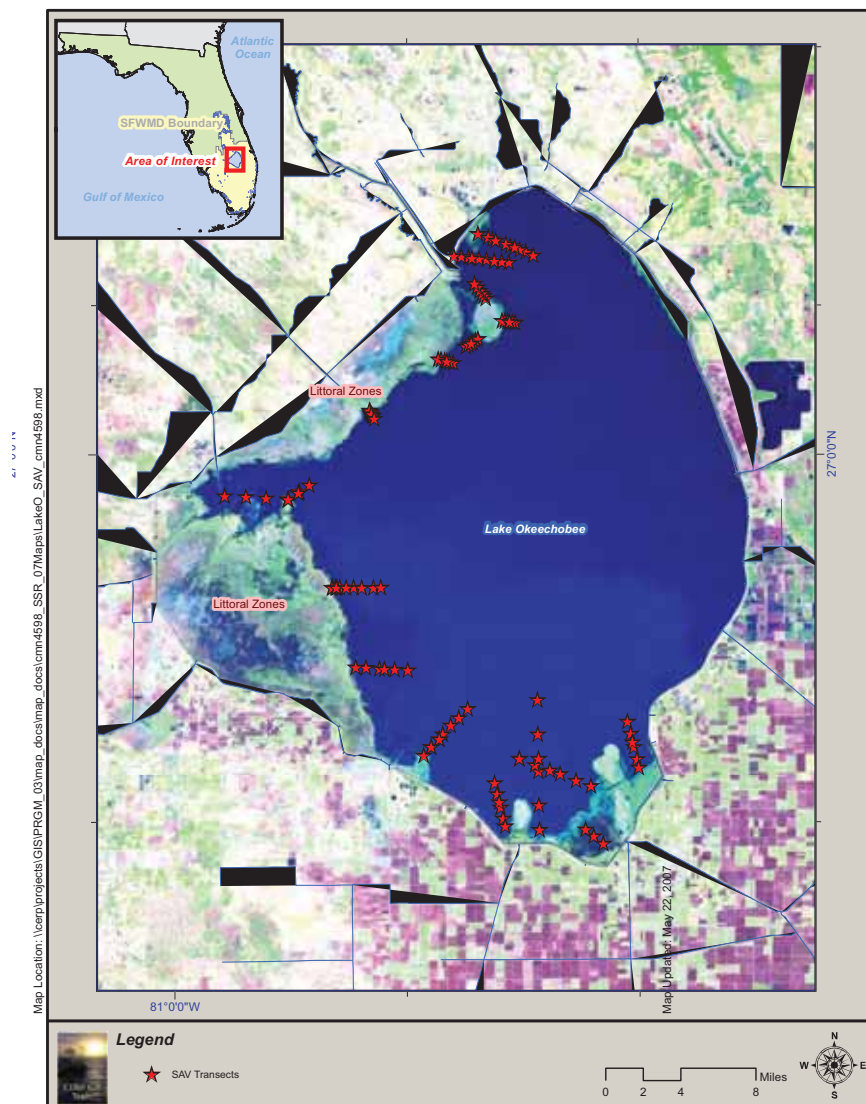 Atlantic
Ocean
SFWMD Boundary
Area of Interest
Gulf of Mexico
Littoral Zones
27°0'0"N
Lake Okeechobee
Littoral Zones
Map Location: \\cerp\projects\GIS\PRGM_03\map_docs\map_docs\cmn4598_SSR_07Maps\LakeO_SAV_cmn4598.mxd
Map Updated: May 22, 2007
81°0'0"W
Legend
SAV Transects
0 2 4 8 Miles
N
W E
S